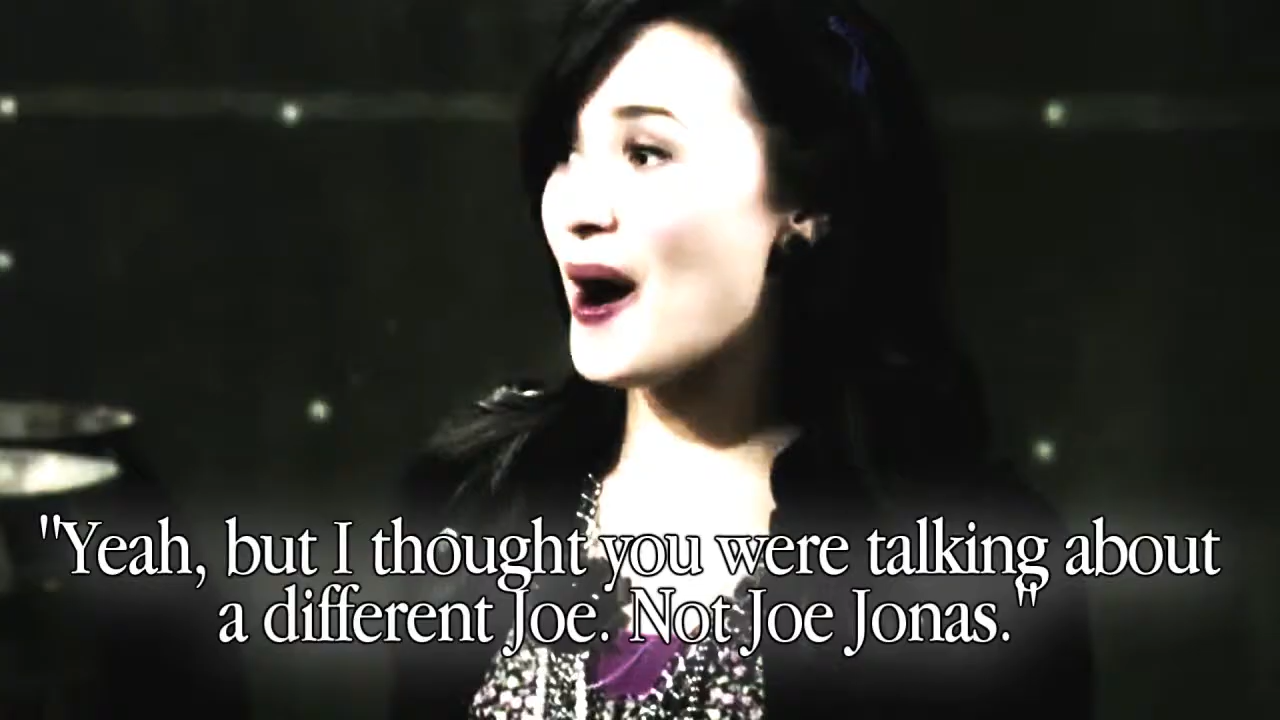 "Yeah, but I thought you were talking about
a different Joe. Not Joe Jonas."